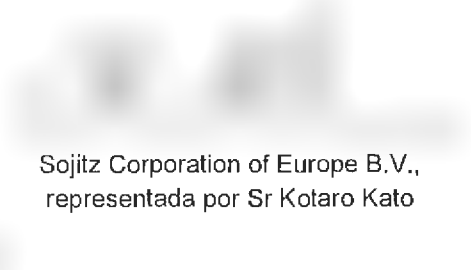 Sojitz Corporation of Europe B.V.,
representada por Sr Kotaro Kato